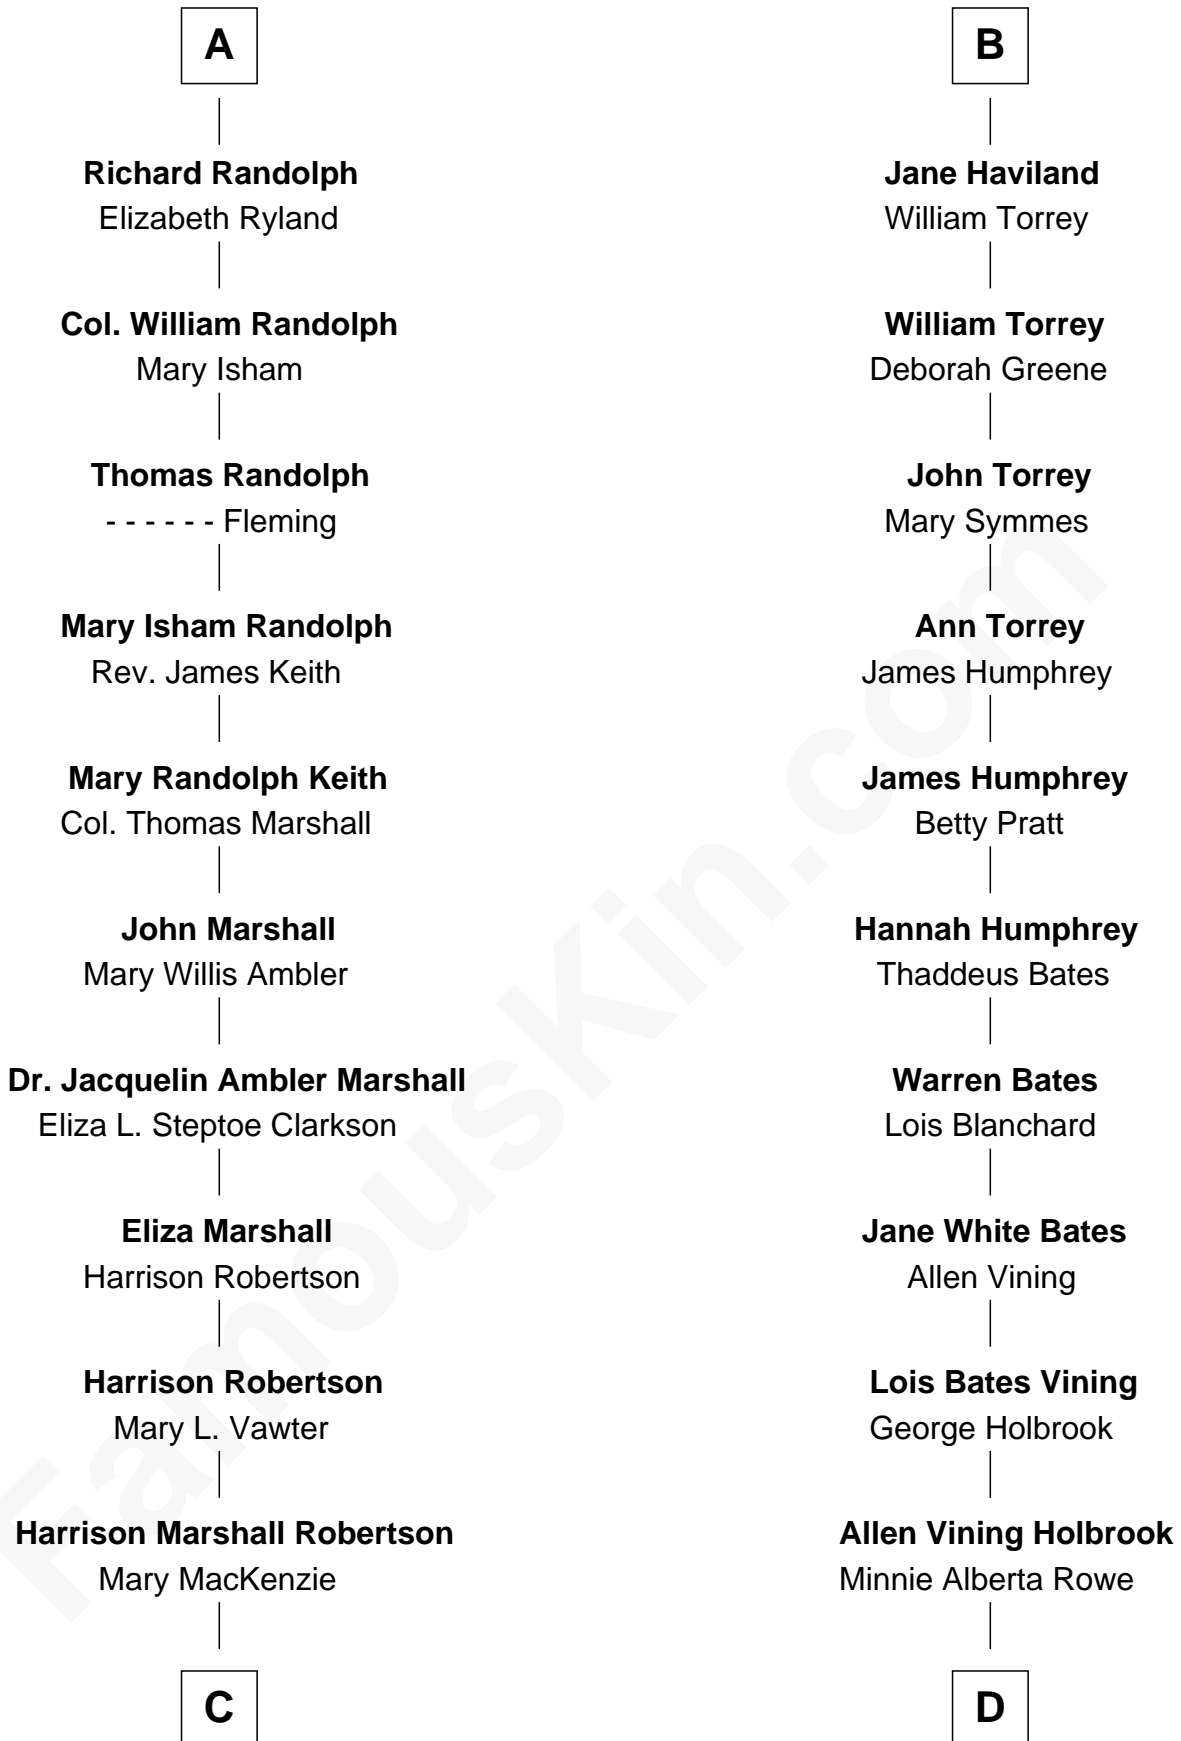 A
Richard Randolph
Elizabeth Ryland
Col. William Randolph
Mary Isham
Thomas Randolph
- - - - - - Fleming
Mary Isham Randolph
Rev. James Keith
Mary Randolph Keith
Col. Thomas Marshall
John Marshall
Mary Willis Ambler
Dr. Jacquelin Ambler Marshall
Eliza L. Steptoe Clarkson
Eliza Marshall
Harrison Robertson
Harrison Robertson
Mary L. Vawter
Harrison Marshall Robertson
Mary MacKenzie
C
B
Jane Haviland
William Torrey
William Torrey
Deborah Greene
John Torrey
Mary Symmes
Ann Torrey
James Humphrey
James Humphrey
Betty Pratt
Hannah Humphrey
Thaddeus Bates
Warren Bates
Lois Blanchard
Jane White Bates
Allen Vining
Lois Bates Vining
George Holbrook
Allen Vining Holbrook
Minnie Alberta Rowe
D
FamousKin.com